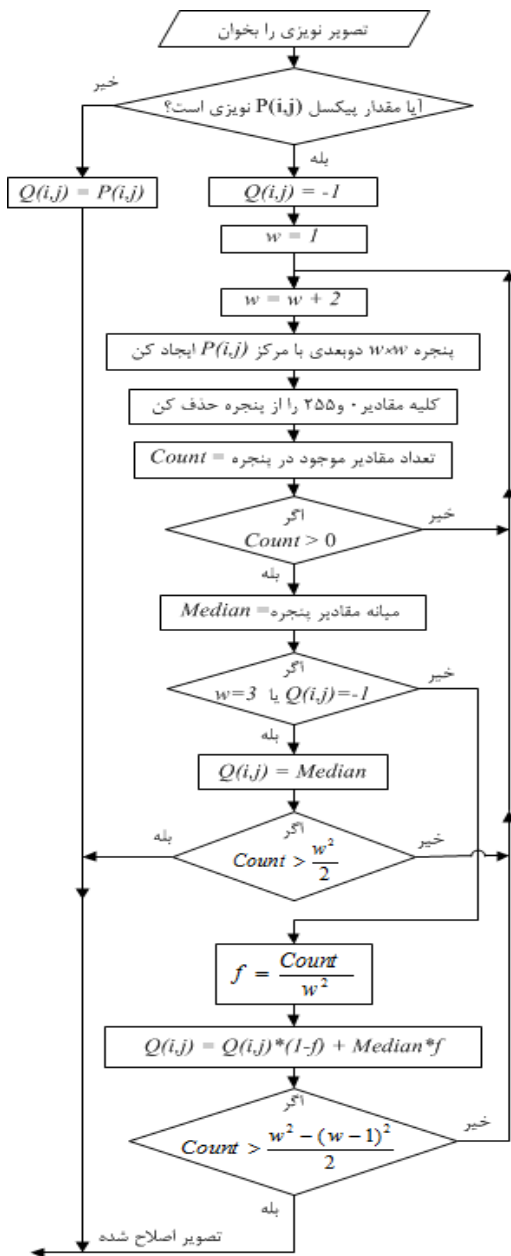 تصویر نویزی را بخوان
آیا مقدار پیکسل P(i,j) نویزی است؟
خیر
بله
Q(i,j) = P(i,j)
Q(i,j) = -1
w = 1
w = w + 2
پنجره w×w دوبعدی با مرکز P(i,j) ایجاد کن
کلیه مقادیر ۰ و ۲۵۵ را از پنجره حذف کن
تعداد مقادیر موجود در پنجره = Count
اگر
Count > 0
خیر
بله
میانه مقادیر پنجره = Median
اگر
w=3 یا Q(i,j)=-1
خیر
بله
Q(i,j) = Median
اگر
Count > w²/2
بله
خیر
f = Count/w²
Q(i,j) = Q(i,j)*(1-f) + Median*f
اگر
Count > (w² − (w − 1)²)/2
خیر
بله
تصویر اصلاح شده